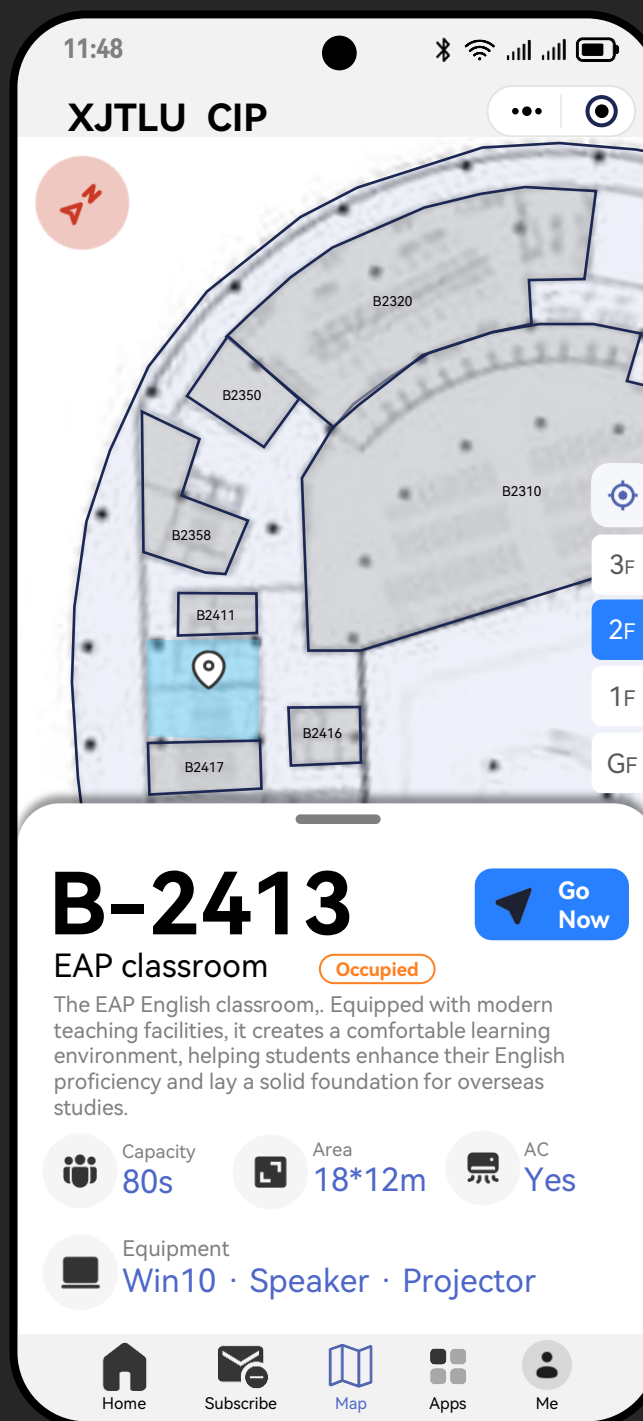 11:48
XJTLU CIP
N
B2320
B2350
B2310
B2358
3F
B2411
2F
1F
B2416
B2417
GF
B-2413
Go
Now
EAP classroom
Occupied
The EAP English classroom,. Equipped with modern
teaching facilities, it creates a comfortable learning
environment, helping students enhance their English
proficiency and lay a solid foundation for overseas
studies.
Capacity
80s
Area
18*12m
AC
Yes
Equipment
Win10 · Speaker · Projector
Home
Subscribe
Map
Apps
Me